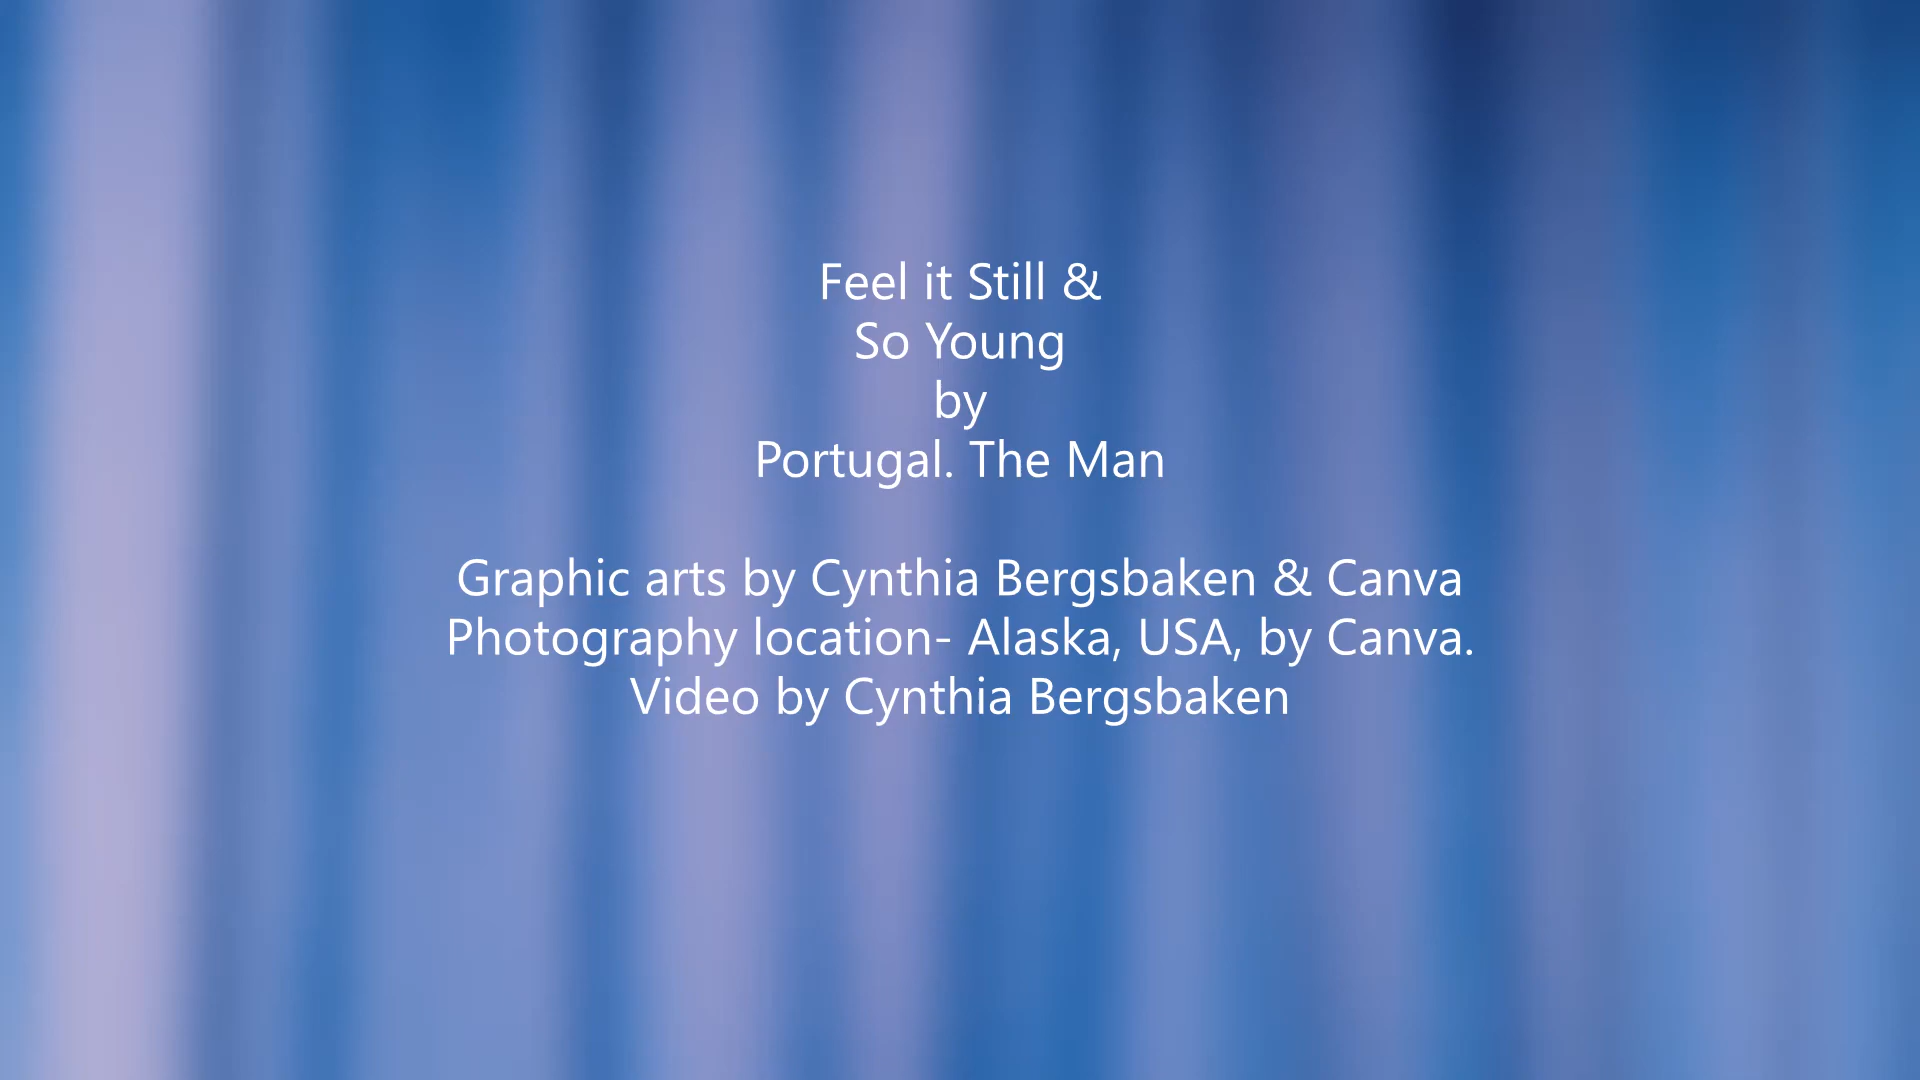 Feel it Still &
So Young
by
Portugal. The Man
Graphic arts by Cynthia Bergsbaken & Canva
Photography location- Alaska, USA, by Canva.
Video by Cynthia Bergsbaken